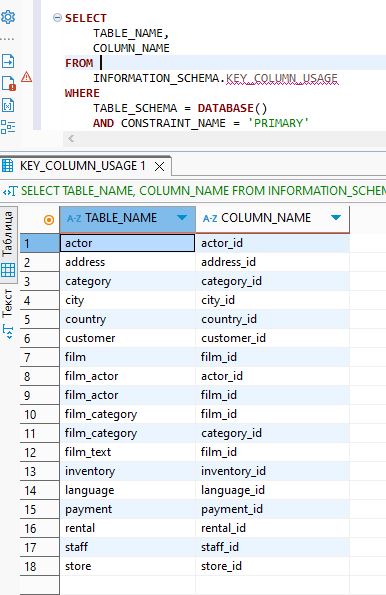 SELECT
TABLE_NAME,
COLUMN_NAME
FROM
INFORMATION_SCHEMA.KEY_COLUMN_USAGE
WHERE
TABLE_SCHEMA = DATABASE()
AND CONSTRAINT_NAME = 'PRIMARY'
KEY_COLUMN_USAGE 1
SELECT TABLE_NAME, COLUMN_NAME FROM INFORMATION_SCHEM
Таблица
Текст
A-Z TABLE_NAME A-Z COLUMN_NAME
1 actor actor_id
2 address address_id
3 category category_id
4 city city_id
5 country country_id
6 customer customer_id
7 film film_id
8 film_actor actor_id
9 film_actor film_id
10 film_category film_id
11 film_category category_id
12 film_text film_id
13 inventory inventory_id
14 language language_id
15 payment payment_id
16 rental rental_id
17 staff staff_id
18 store store_id